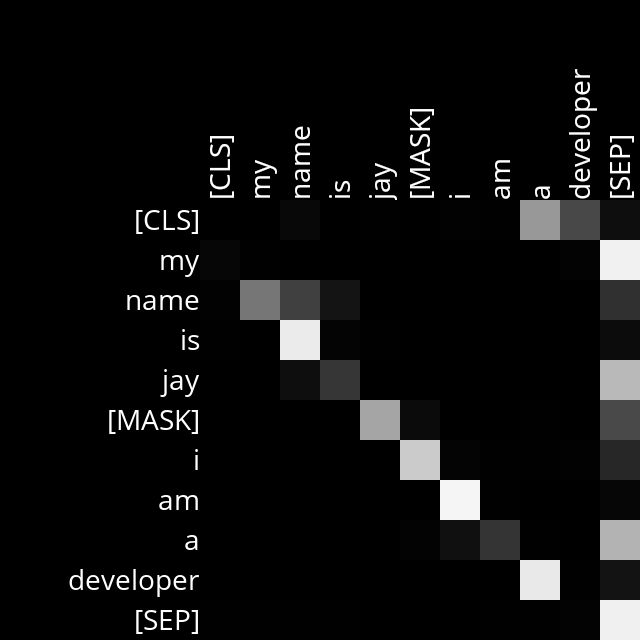 [CLS] my name is jay [MASK] i am a developer [SEP]
[CLS]
my
name
is
jay
[MASK]
i
am
a
developer
[SEP]